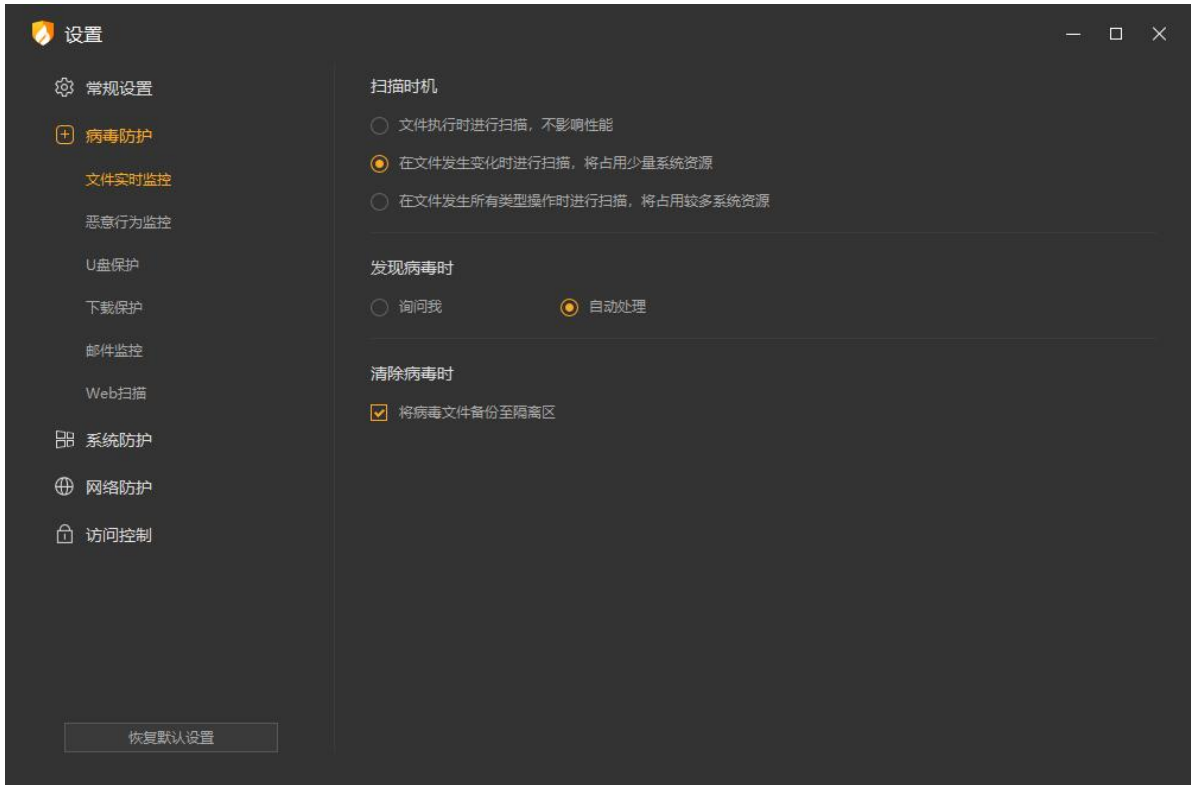 设置
常规设置
病毒防护
文件实时监控
恶意行为监控
U盘保护
下载保护
邮件监控
Web扫描
系统防护
网络防护
访问控制
恢复默认设置
扫描时机
文件执行时进行扫描，不影响性能
在文件发生变化时进行扫描，将占用少量系统资源
在文件发生所有类型操作时进行扫描，将占用较多系统资源
发现病毒时
询问我 自动处理
清除病毒时
将病毒文件备份至隔离区